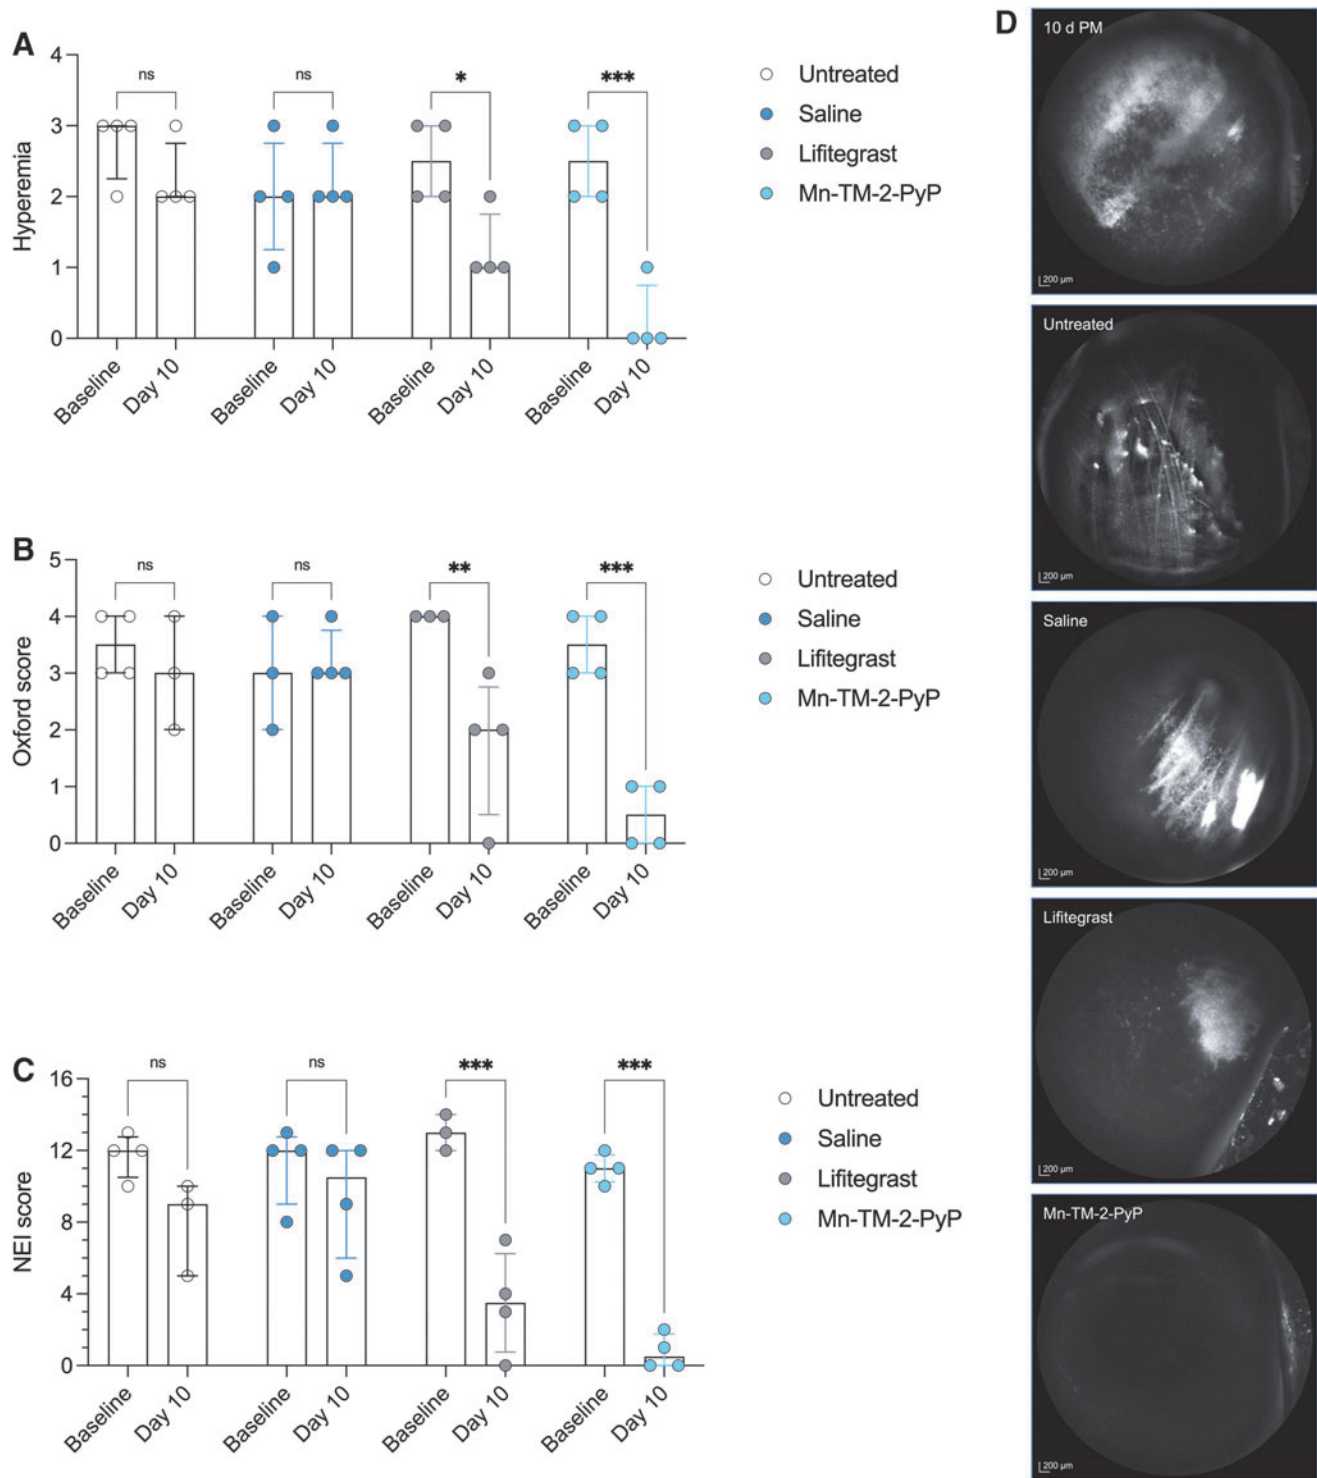 A
Hyperemia
4
3
2
1
0
ns
ns
*
***
Baseline
Day 10
Baseline
Day 10
Baseline
Day 10
Baseline
Day 10
Untreated
Saline
Lifitegrast
Mn-TM-2-PyP
B
Oxford score
5
4
3
2
1
0
ns
ns
**
***
Baseline
Day 10
Baseline
Day 10
Baseline
Day 10
Baseline
Day 10
Untreated
Saline
Lifitegrast
Mn-TM-2-PyP
C
NEI score
16
12
8
4
0
ns
ns
***
***
Baseline
Day 10
Baseline
Day 10
Baseline
Day 10
Baseline
Day 10
Untreated
Saline
Lifitegrast
Mn-TM-2-PyP
D
10 d PM
200 µm
Untreated
200 µm
Saline
200 µm
Lifitegrast
200 µm
Mn-TM-2-PyP
200 µm